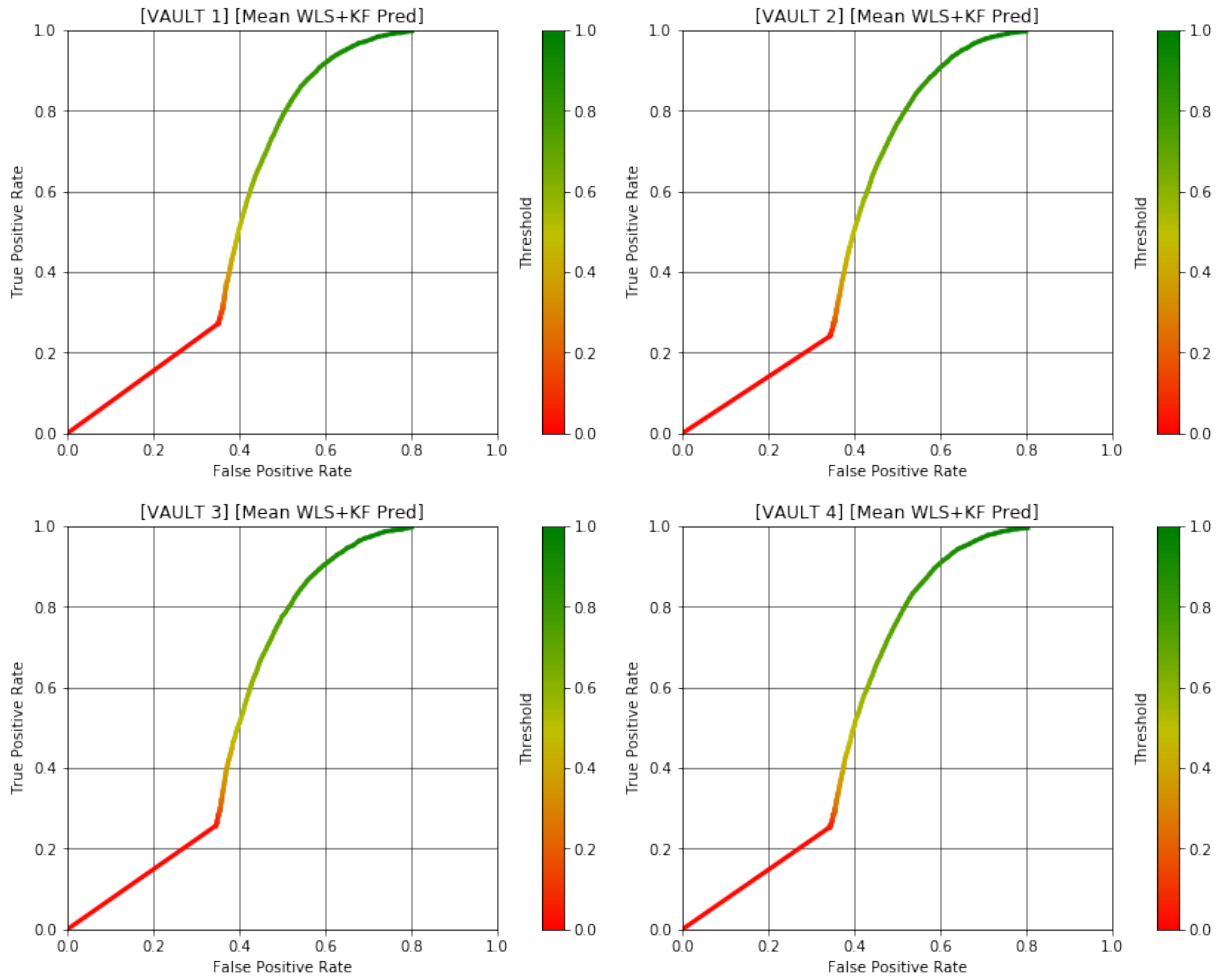 [VAULT 1] [Mean WLS+KF Pred]
1.0
0.8
0.6
0.4
0.2
0.0
True Positive Rate
0.0 0.2 0.4 0.6 0.8 1.0
False Positive Rate
1.0
0.8
0.6
0.4
0.2
0.0
Threshold
[VAULT 2] [Mean WLS+KF Pred]
1.0
0.8
0.6
0.4
0.2
0.0
True Positive Rate
0.0 0.2 0.4 0.6 0.8 1.0
False Positive Rate
1.0
0.8
0.6
0.4
0.2
0.0
Threshold
[VAULT 3] [Mean WLS+KF Pred]
1.0
0.8
0.6
0.4
0.2
0.0
True Positive Rate
0.0 0.2 0.4 0.6 0.8 1.0
False Positive Rate
1.0
0.8
0.6
0.4
0.2
0.0
Threshold
[VAULT 4] [Mean WLS+KF Pred]
1.0
0.8
0.6
0.4
0.2
0.0
True Positive Rate
0.0 0.2 0.4 0.6 0.8 1.0
False Positive Rate
1.0
0.8
0.6
0.4
0.2
0.0
Threshold